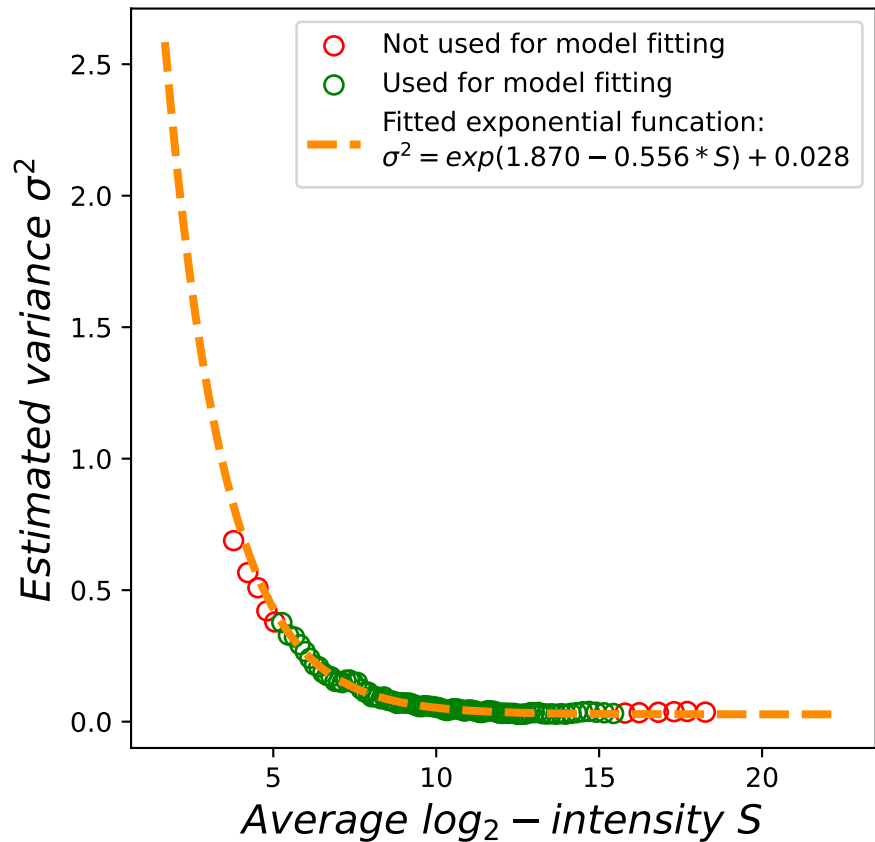 Not used for model fitting
Used for model fitting
Fitted exponential funcation:
σ² = exp(1.870 − 0.556 * S) + 0.028
Estimated variance σ²
2.5
2.0
1.5
1.0
0.5
0.0
5 10 15 20
Average log₂ − intensity S